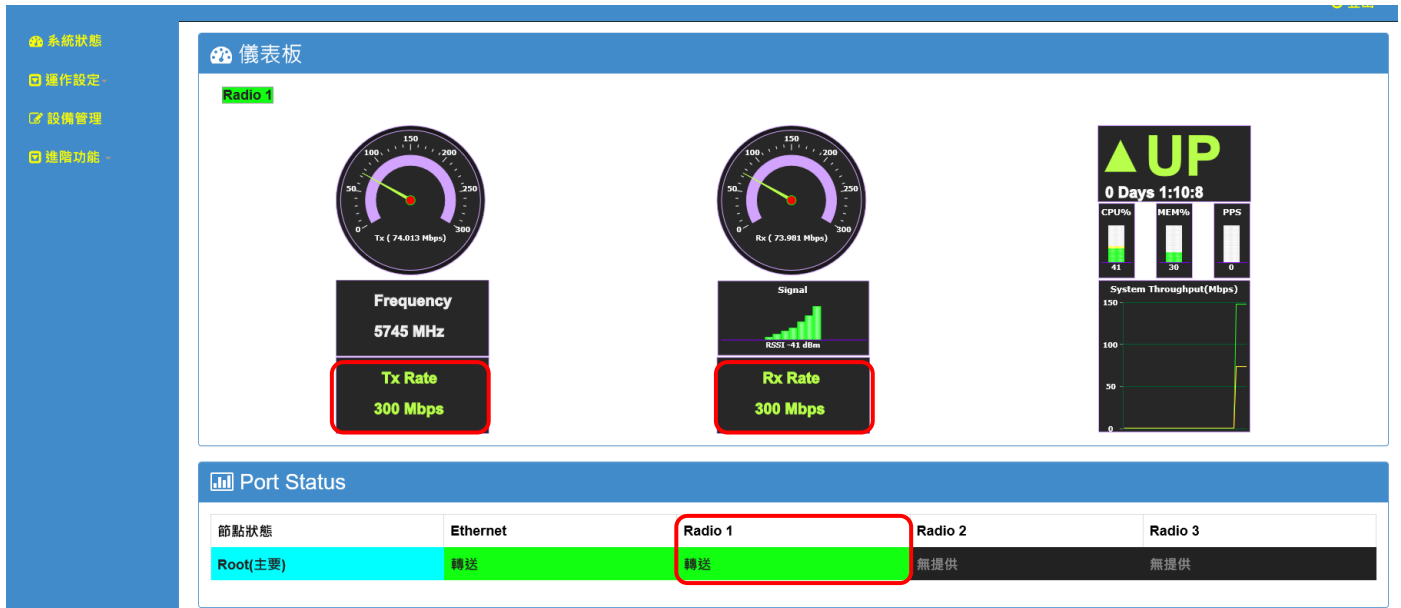 登出
系統狀態
運作設定
設備管理
進階功能
儀表板
Radio 1
0 50 100 150 200 250 300
Tx ( 74.013 Mbps)
Frequency
5745 MHz
Tx Rate
300 Mbps
0 50 100 150 200 250 300
Rx ( 73.981 Mbps)
Signal
RSSI -41 dBm
Rx Rate
300 Mbps
UP
0 Days 1:10:8
CPU% MEM% PPS
41 30 0
System Throughput(Mbps)
150
100
50
0
Port Status
節點狀態 Ethernet Radio 1 Radio 2 Radio 3
Root(主要) 轉送 轉送 無提供 無提供